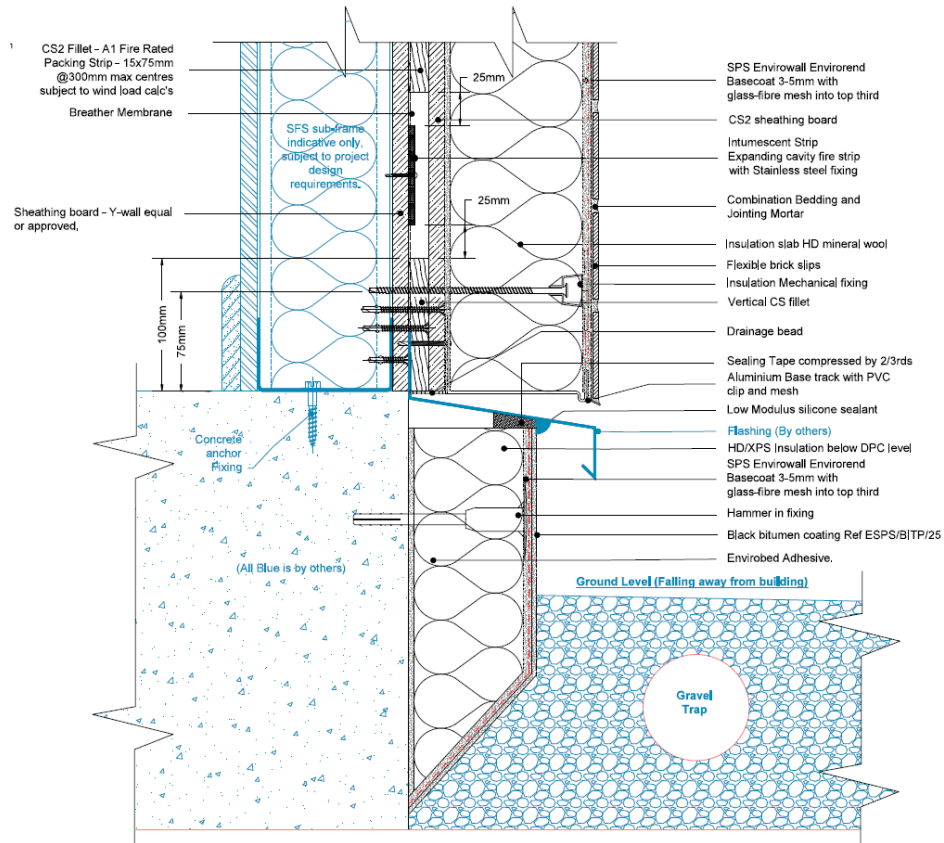 CS2 Fillet - A1 Fire Rated
Packing Strip - 15x75mm
@300mm max centres
subject to wind load calc's
Breather Membrane
Sheathing board - Y-wall equal
or approved,
SFS sub-frame
indicative only,
subject to project
design
requirements.
25mm
25mm
100mm
75mm
SPS Envirowall Envirorend
Basecoat 3-5mm with
glass-fibre mesh into top third
CS2 sheathing board
Intumescent Strip
Expanding cavity fire strip
with Stainless steel fixing
Combination Bedding and
Jointing Mortar
Insulation slab HD mineral wool
Flexible brick slips
Insulation Mechanical fixing
Vertical CS fillet
Drainage bead
Sealing Tape compressed by 2/3rds
Aluminium Base track with PVC
clip and mesh
Low Modulus silicone sealant
Flashing (By others)
HD/XPS Insulation below DPC level
SPS Envirowall Envirorend
Basecoat 3-5mm with
glass-fibre mesh into top third
Hammer in fixing
Black bitumen coating Ref ESPS/BITP/25
Envirobed Adhesive.
Concrete
anchor
Fixing
(All Blue is by others)
Ground Level (Falling away from building)
Gravel
Trap